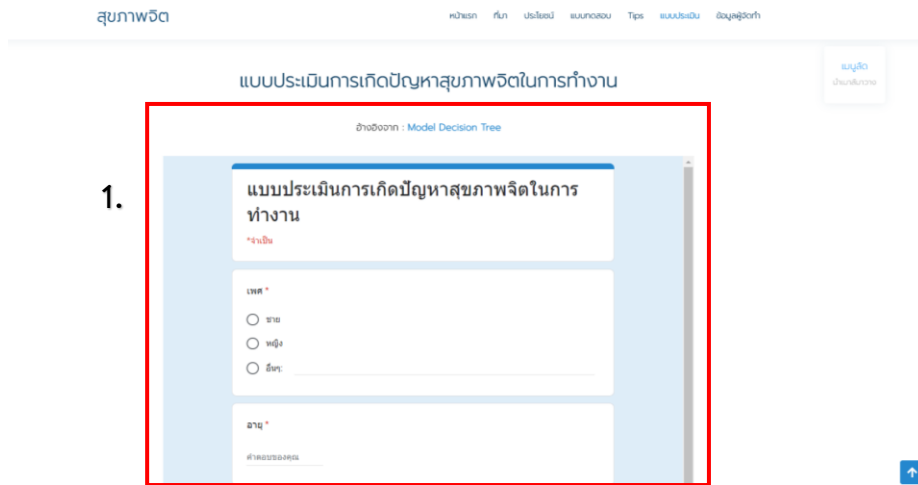 สุขภาพจิต
หน้าแรก ที่มา ประโยชน์ แบบทดสอบ Tips แบบประเมิน ข้อมูลผู้จัดทำ
เมนูลัด
แบบประเมินการเกิดปัญหาสุขภาพจิตในการทำงาน
อ้างอิงจาก : Model Decision Tree
1.
แบบประเมินการเกิดปัญหาสุขภาพจิตในการ
ทำงาน
*จำเป็น
เพศ *
ชาย
หญิง
อื่นๆ:
อายุ *
คำตอบของคุณ